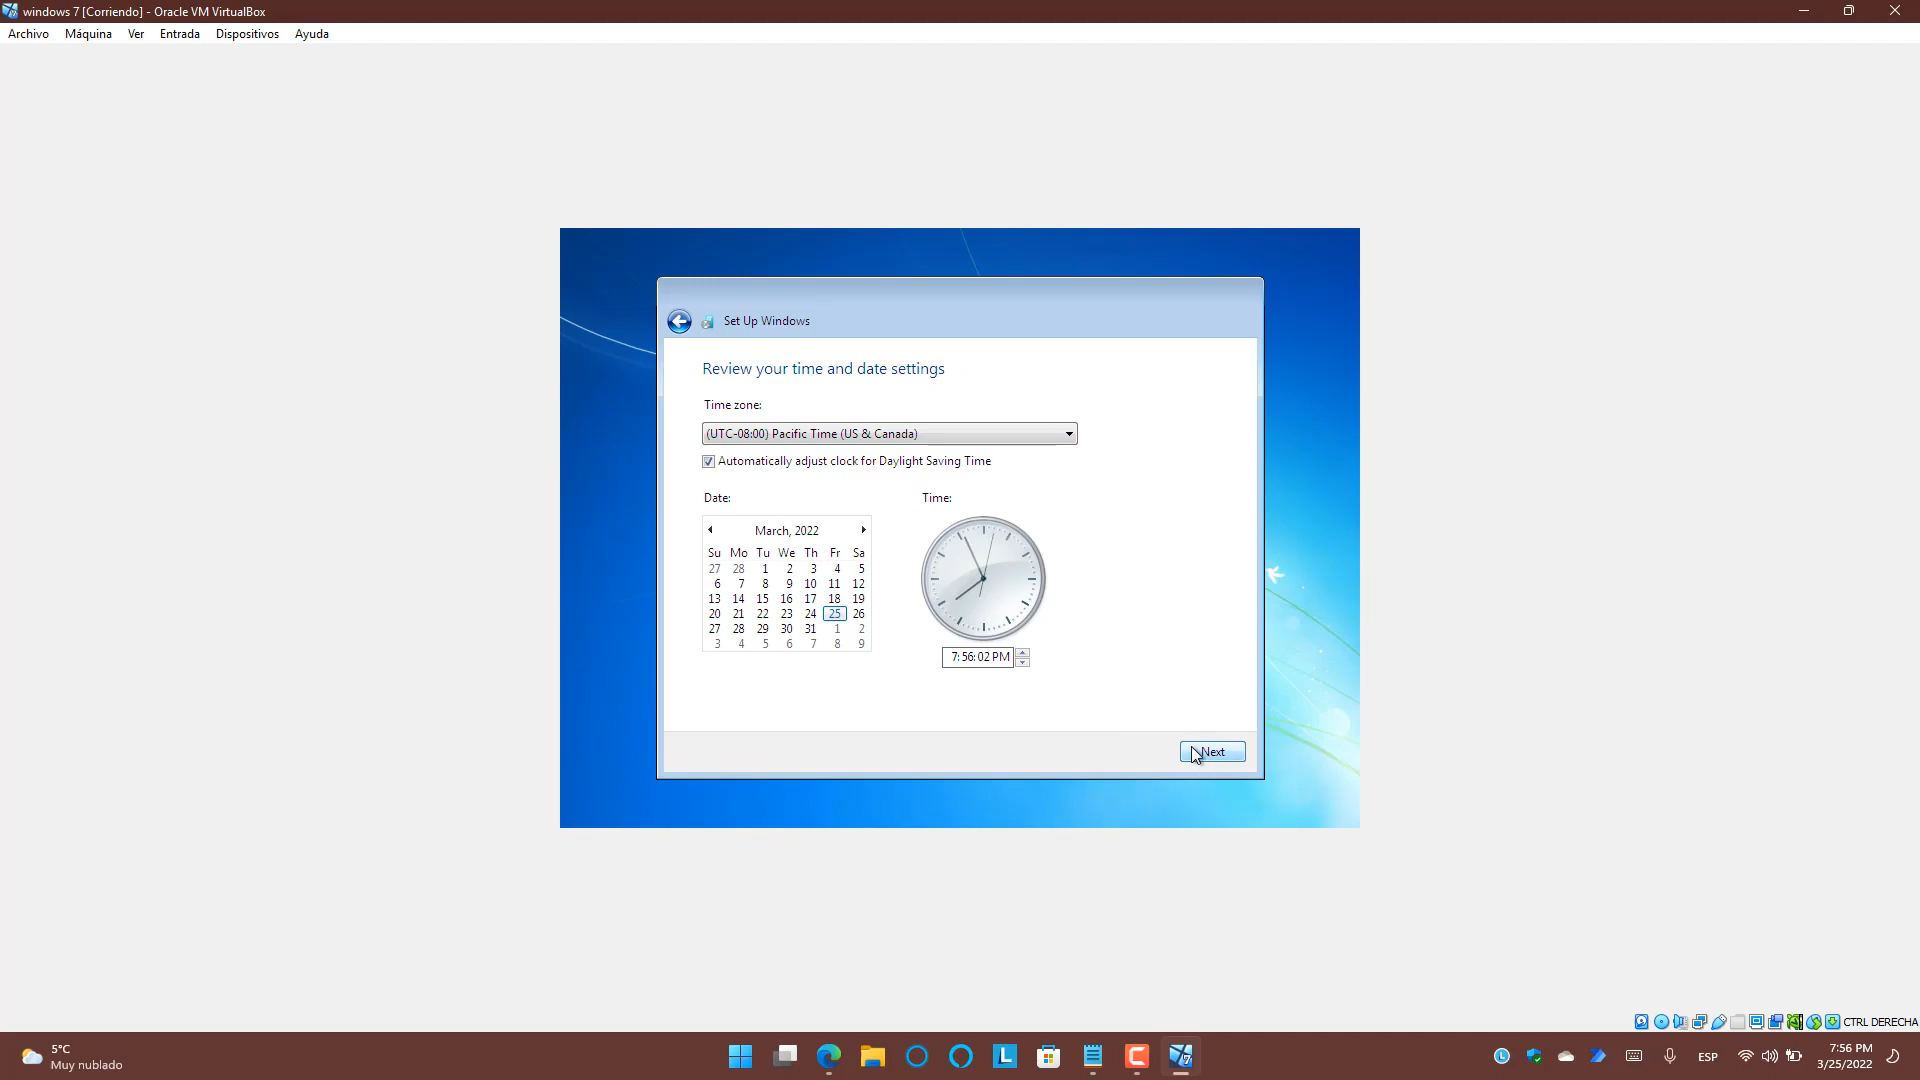 windows 7 [Corriendo] - Oracle VM VirtualBox
Archivo Máquina Ver Entrada Dispositivos Ayuda
Set Up Windows
Review your time and date settings
Time zone:
(UTC-08:00) Pacific Time (US & Canada)
Automatically adjust clock for Daylight Saving Time
Date: Time:
March, 2022
Su Mo Tu We Th Fr Sa
27 28 1 2 3 4 5
6 7 8 9 10 11 12
13 14 15 16 17 18 19
20 21 22 23 24 25 26
27 28 29 30 31 1 2
3 4 5 6 7 8 9
7:56:02 PM
Next
CTRL DERECHA
5°C
Muy nublado
L
7
L
ESP
7:56 PM
3/25/2022